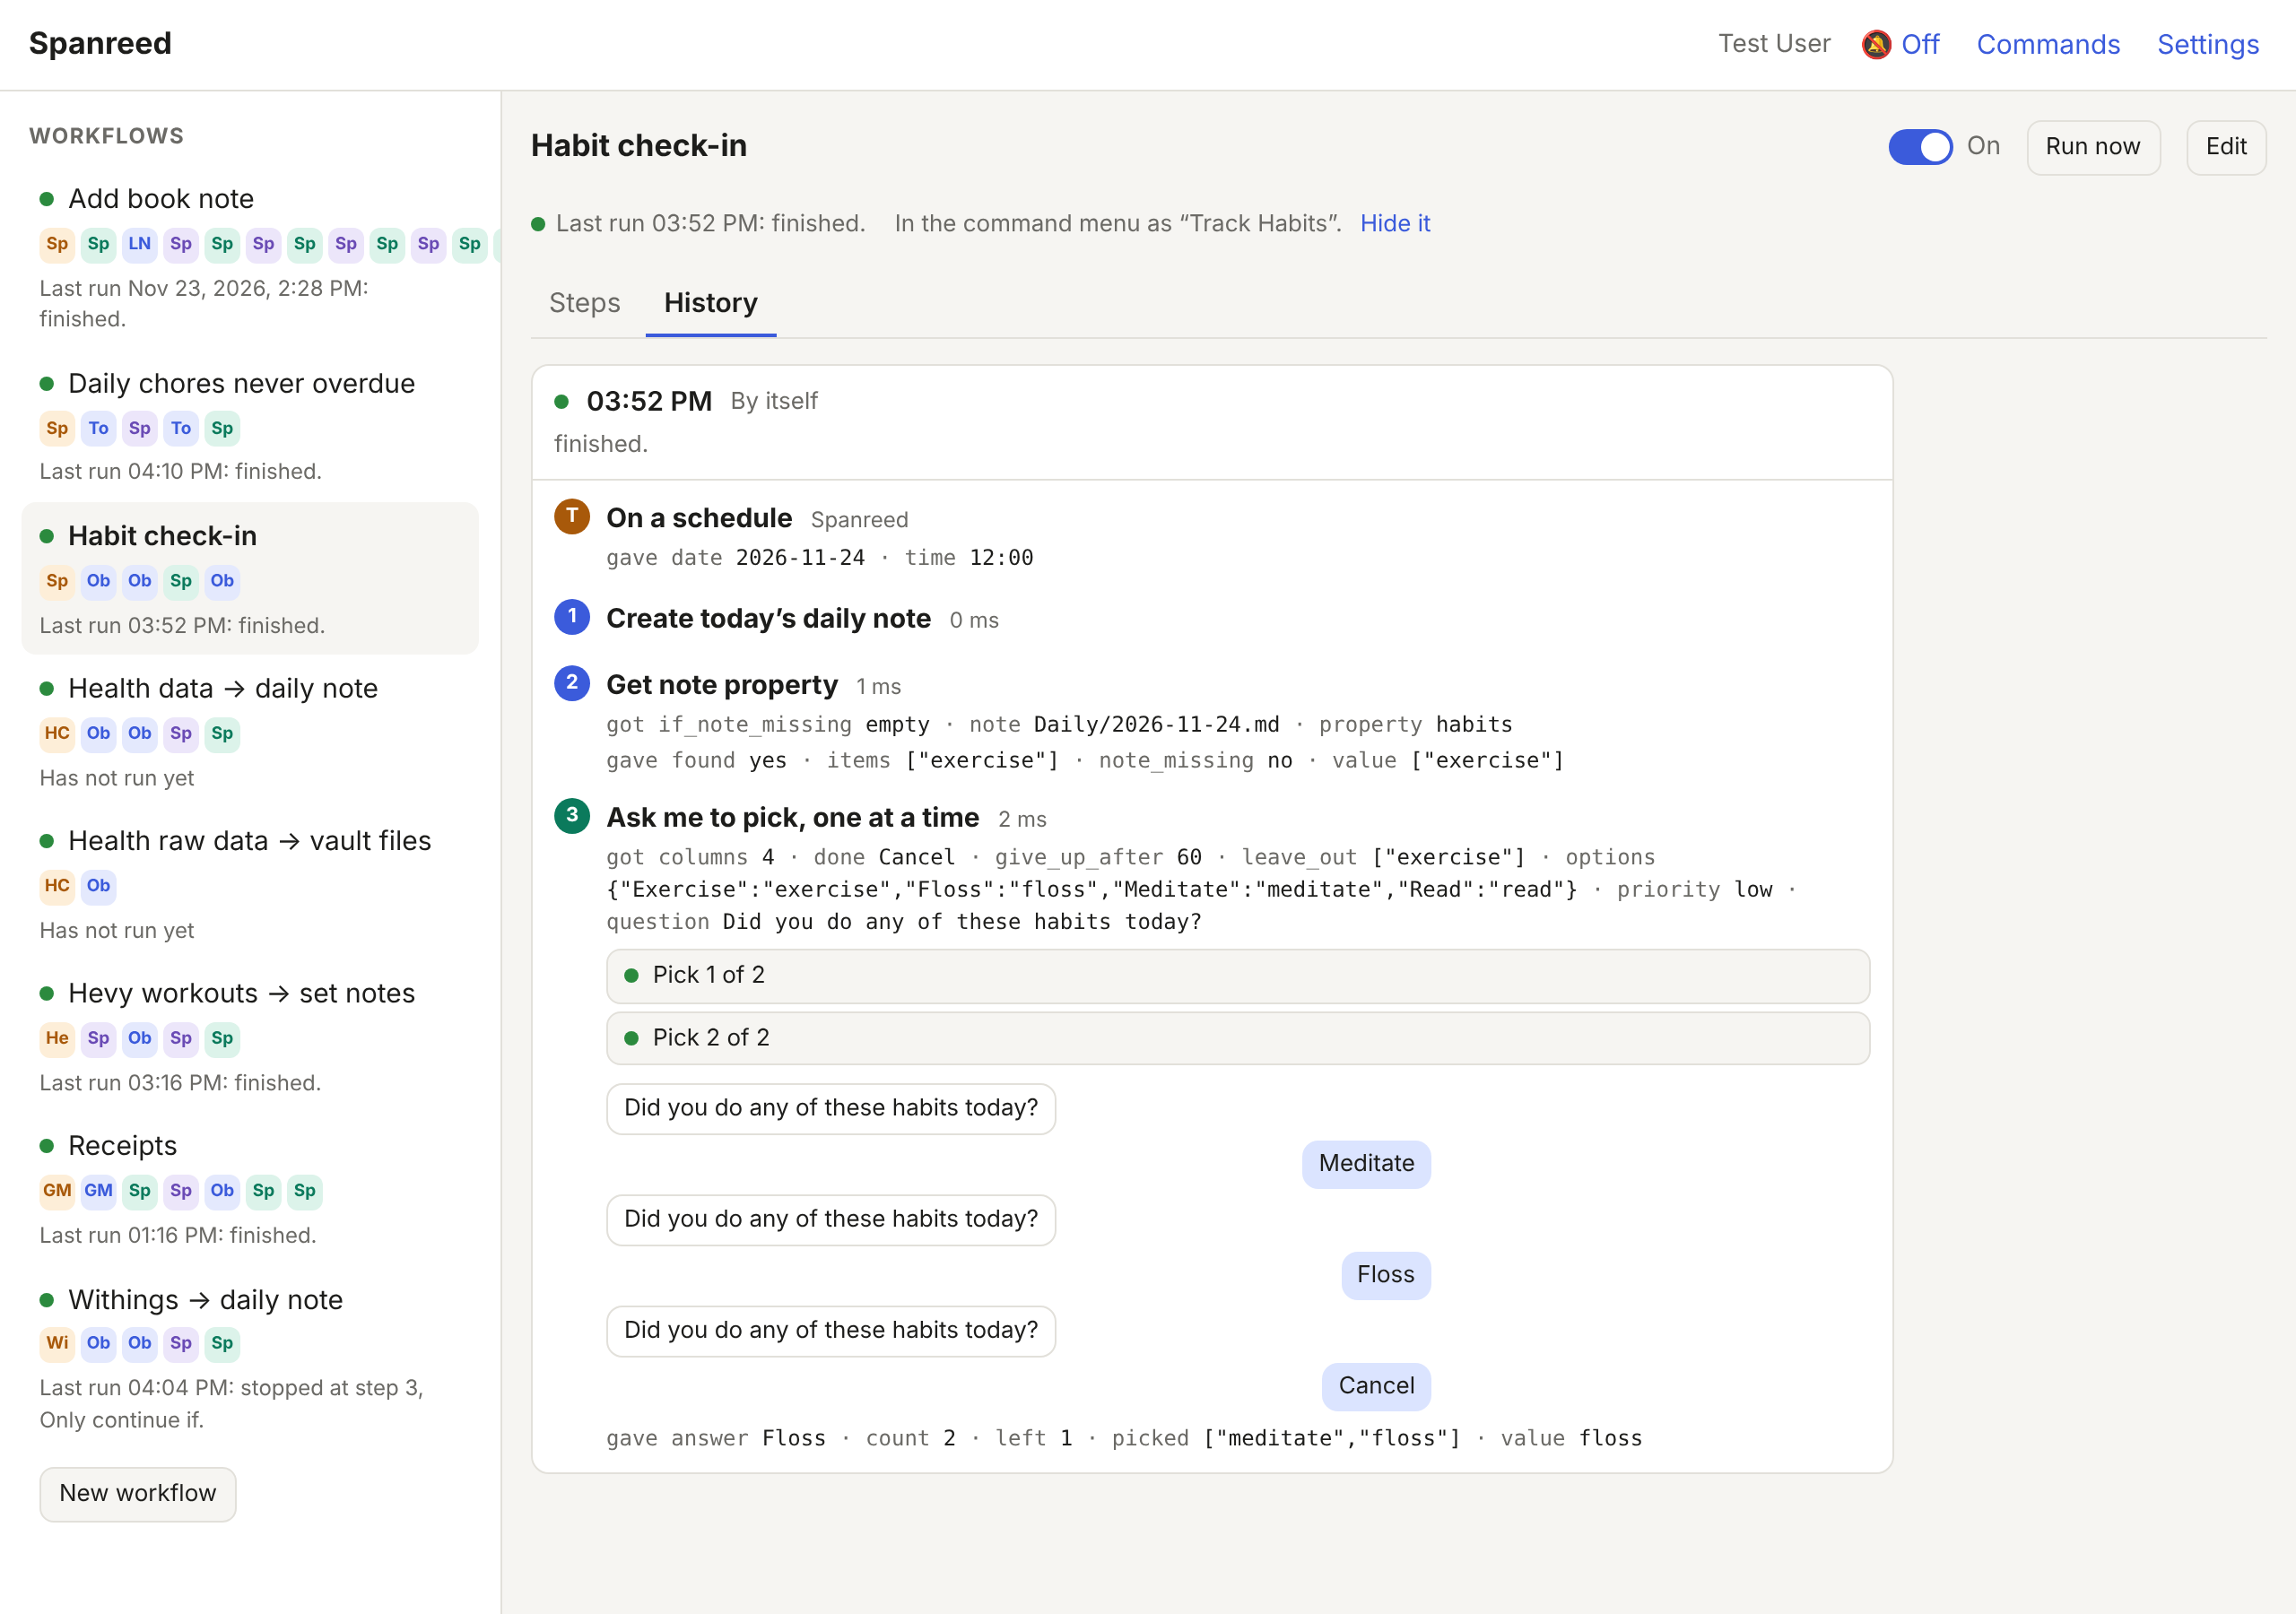 Spanreed
Test User
Off
Commands
Settings
WORKFLOWS
Add book note
Sp Sp LN Sp Sp Sp Sp Sp Sp Sp Sp
Last run Nov 23, 2026, 2:28 PM:
finished.
Daily chores never overdue
Sp To Sp To Sp
Last run 04:10 PM: finished.
Habit check-in
Sp Ob Ob Sp Ob
Last run 03:52 PM: finished.
Health data → daily note
HC Ob Ob Sp Sp
Has not run yet
Health raw data → vault files
HC Ob
Has not run yet
Hevy workouts → set notes
He Sp Ob Sp Sp
Last run 03:16 PM: finished.
Receipts
GM GM Sp Sp Ob Sp Sp
Last run 01:16 PM: finished.
Withings → daily note
Wi Ob Ob Sp Sp
Last run 04:04 PM: stopped at step 3,
Only continue if.
New workflow
Habit check-in
On
Run now
Edit
Last run 03:52 PM: finished. In the command menu as “Track Habits”. Hide it
Steps
History
03:52 PM By itself
finished.
T On a schedule Spanreed
gave date 2026-11-24 · time 12:00
1 Create today’s daily note 0 ms
2 Get note property 1 ms
got if_note_missing empty · note Daily/2026-11-24.md · property habits
gave found yes · items ["exercise"] · note_missing no · value ["exercise"]
3 Ask me to pick, one at a time 2 ms
got columns 4 · done Cancel · give_up_after 60 · leave_out ["exercise"] · options
{"Exercise":"exercise","Floss":"floss","Meditate":"meditate","Read":"read"} · priority low ·
question Did you do any of these habits today?
Pick 1 of 2
Pick 2 of 2
Did you do any of these habits today?
Meditate
Did you do any of these habits today?
Floss
Did you do any of these habits today?
Cancel
gave answer Floss · count 2 · left 1 · picked ["meditate","floss"] · value floss